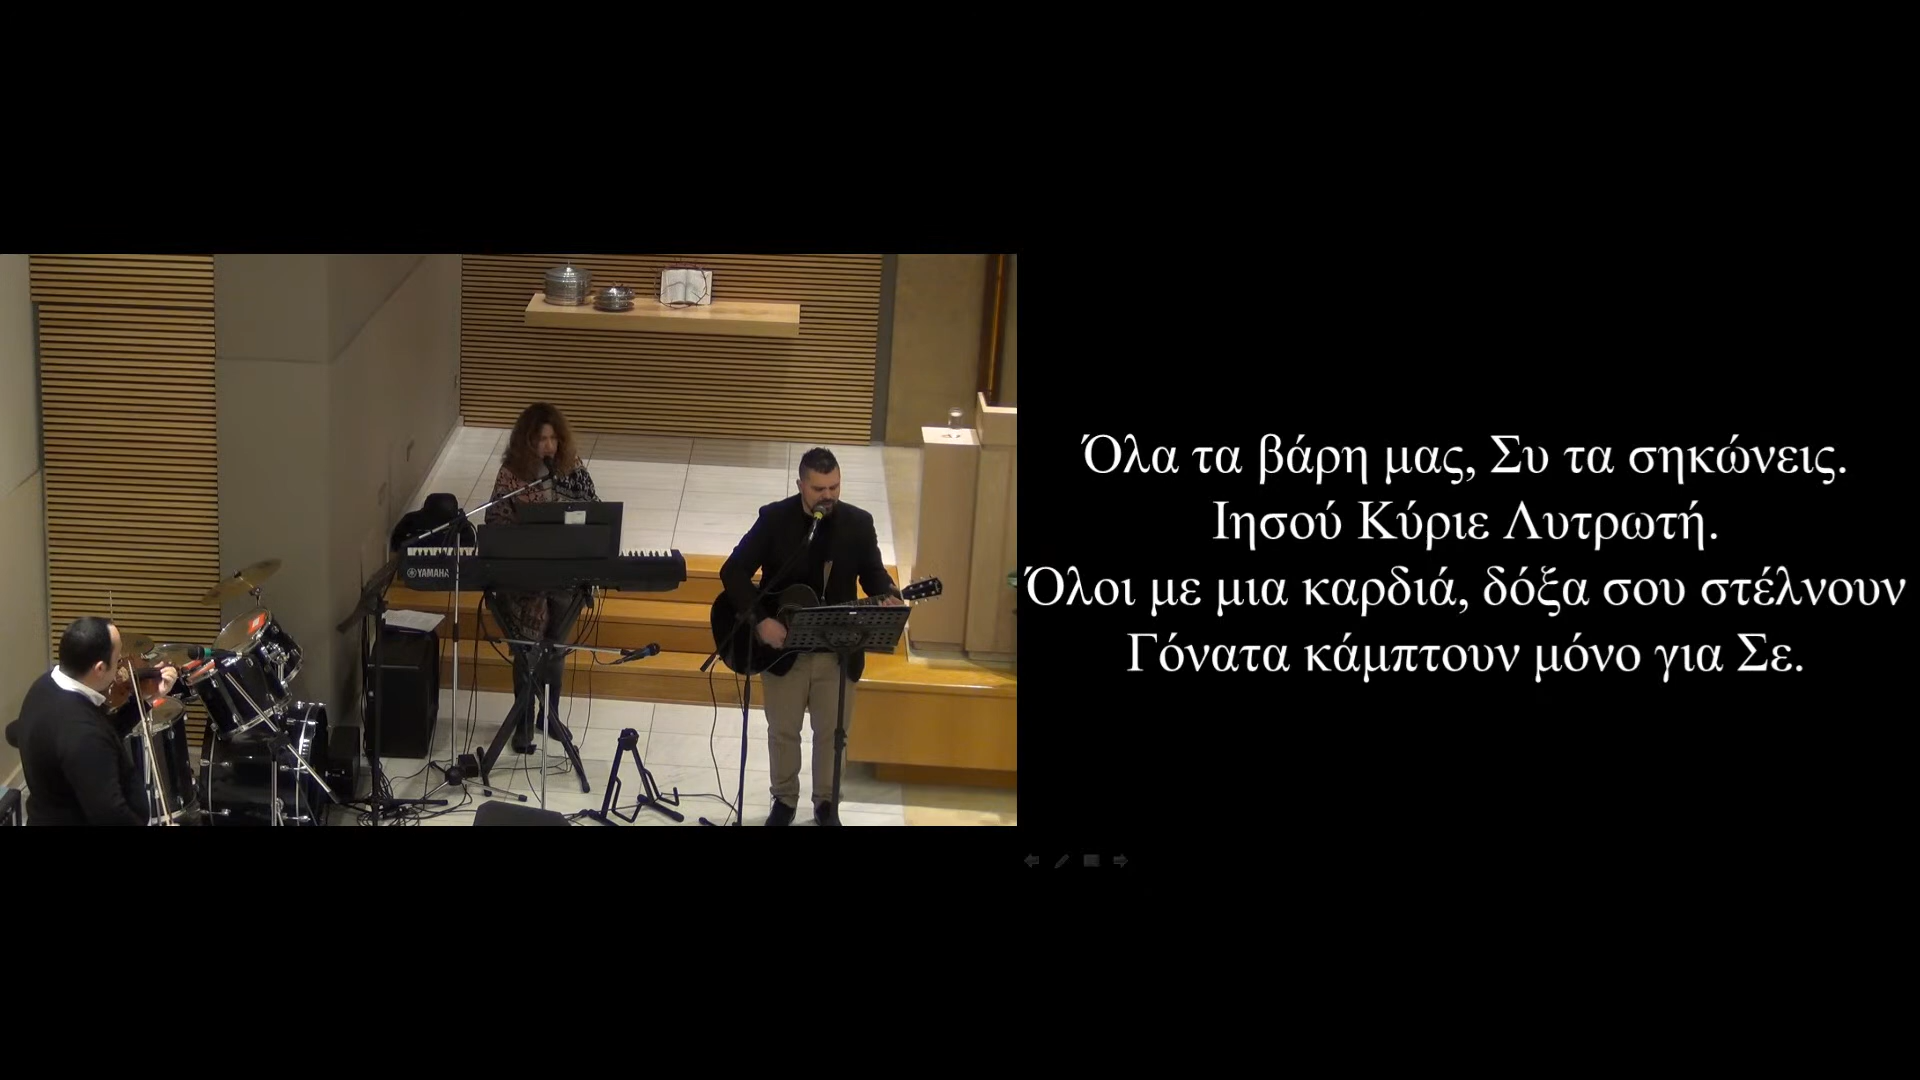 YAMAHA
Όλα τα βάρη μας, Συ τα σηκώνεις.
Ιησού Κύριε Λυτρωτή.
Όλοι με μια καρδιά, δόξα σου στέλνουν
Γόνατα κάμπτουν μόνο για Σε.